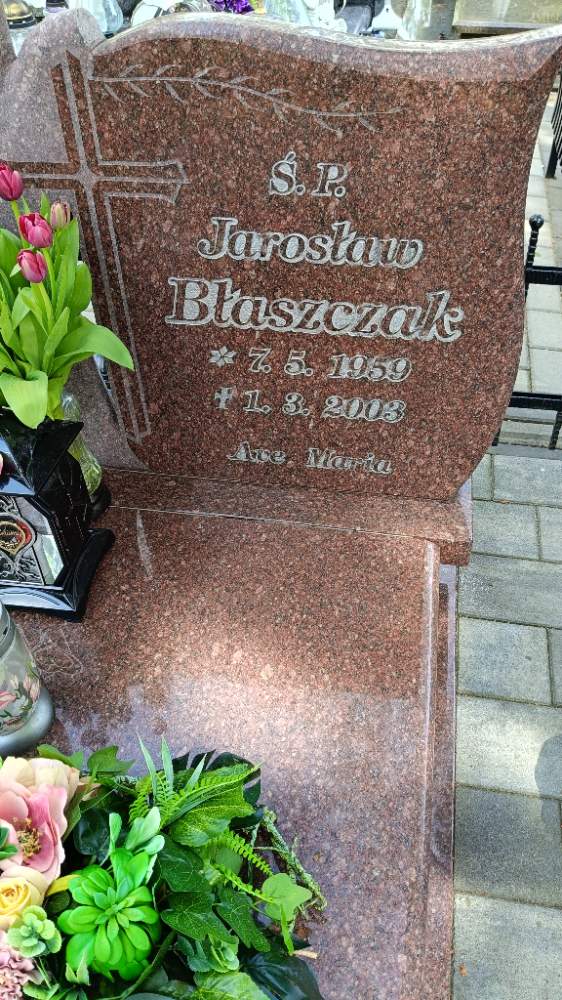 Ś. P.
Jarosław
Błaszczak
* 7. 5. 1959
✝ 1. 3. 2003
Ave Maria